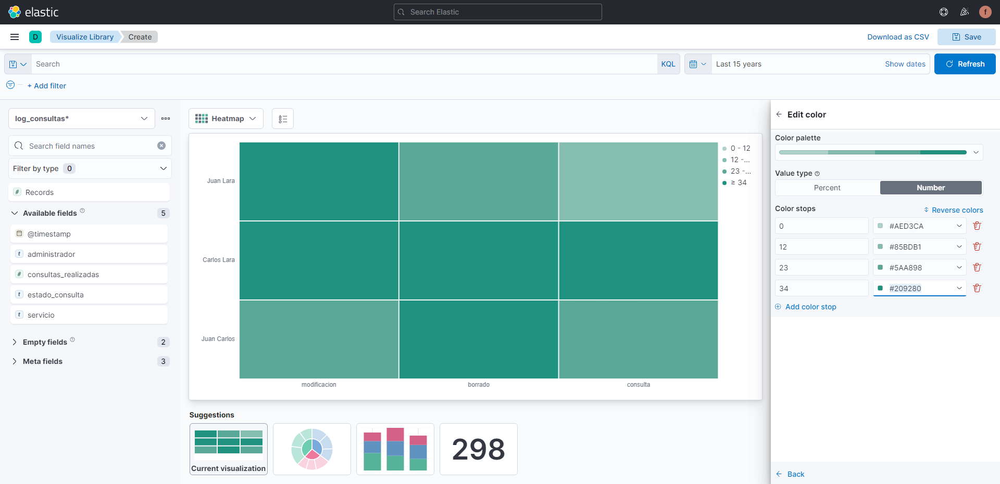 elastic
Search Elastic
f
D
Visualize Library
Create
Download as CSV
Save
Search
KQL
Last 15 years
Show dates
Refresh
+ Add filter
log_consultas*
Search field names
Filter by type 0
# Records
Available fields 5
@timestamp
t administrador
# consultas_realizadas
t estado_consulta
t servicio
Empty fields 2
Meta fields 3
Heatmap
Juan Lara
Carlos Lara
Juan Carlos
modificacion
borrado
consulta
0 - 12
12 -...
23 -...
≥ 34
Suggestions
Current visualization
298
Edit color
Color palette
Value type
Percent
Number
Color stops
Reverse colors
0
#AED3CA
12
#85BDB1
23
#5AA898
34
#209280
Add color stop
Back